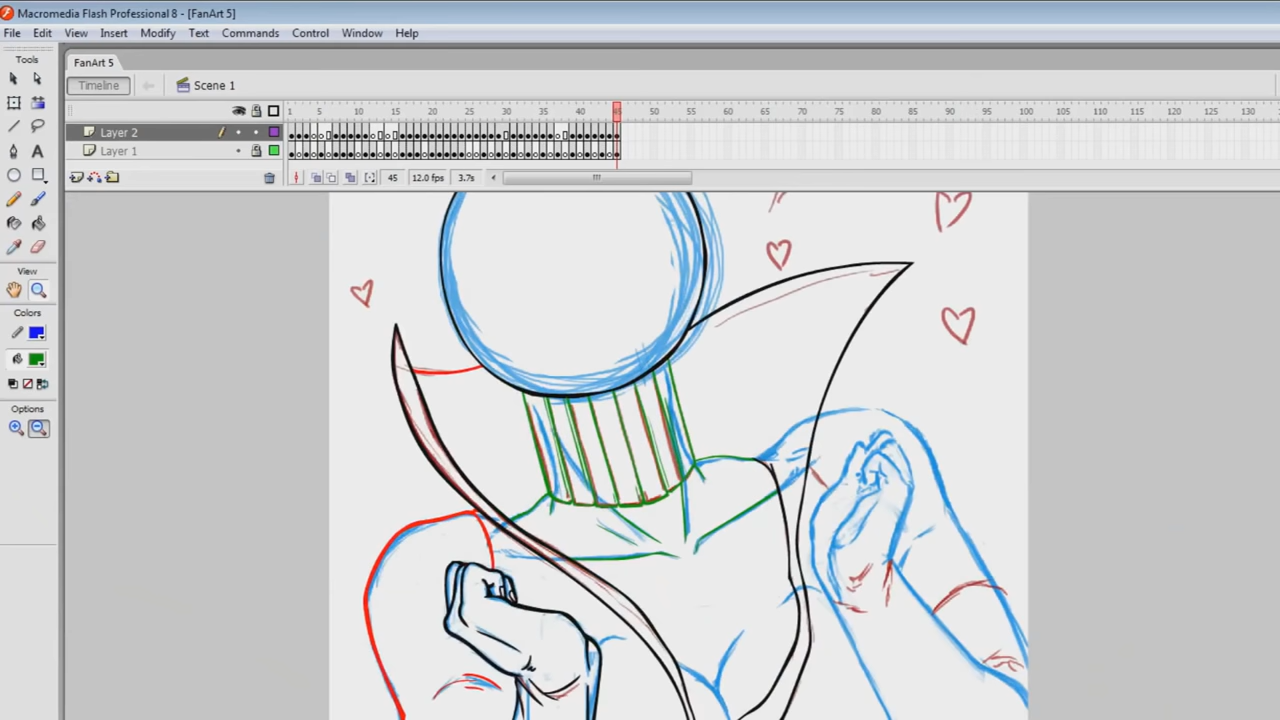 Macromedia Flash Professional 8 - [FanArt 5]
File Edit View Insert Modify Text Commands Control Window Help
Tools
View
Colors
Options
FanArt 5
Timeline
Scene 1
1 5 10 15 20 25 30 35 40 45 50 55 60 65 70 75 80 85 90 95 100 105 110 115 120 125 130
Layer 2
Layer 1
45 12.0 fps 3.7s